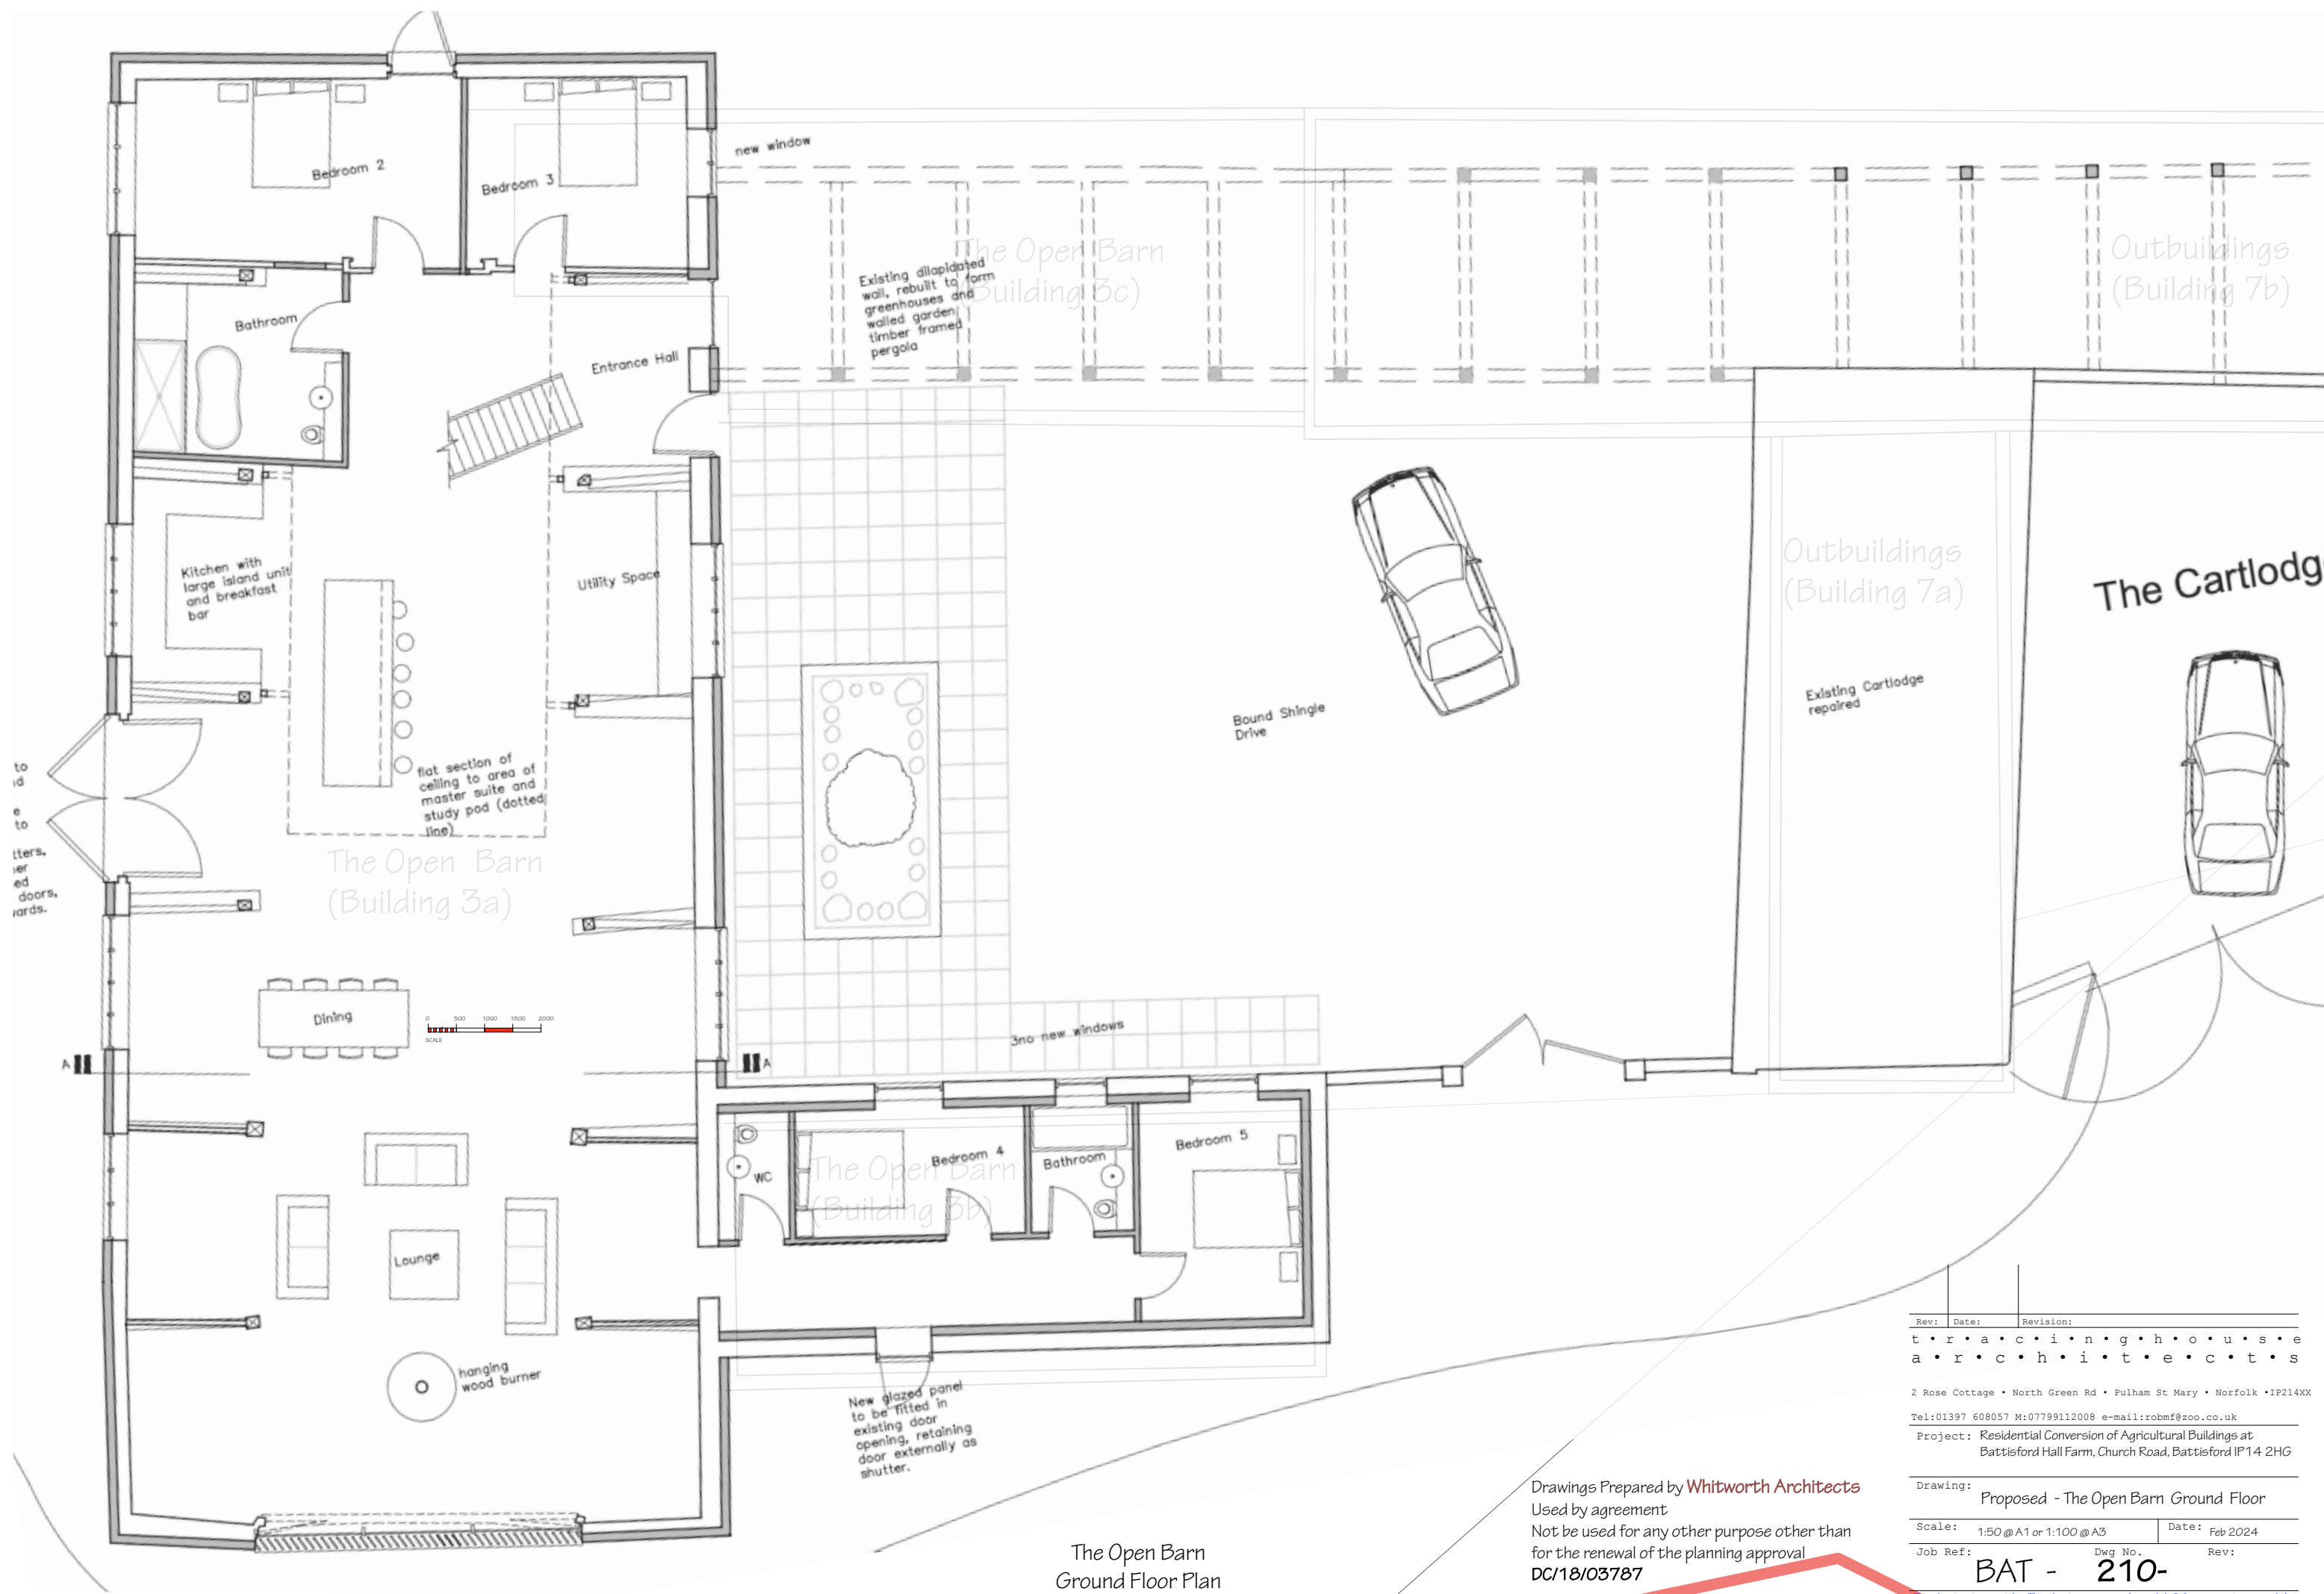 Bedroom 2
Bedroom 3
new window
Existing dilapidated
wall, rebuilt to form
greenhouses and
walled garden
timber framed
pergola
The Open Barn
(Building 3c)
Outbuildings
(Building 7b)
Bathroom
Entrance Hall
Kitchen with
large island unit
and breakfast
bar
Utility Space
Outbuildings
(Building 7a)
The Cartlodg
Existing Cartlodge
repaired
Bound Shingle
Drive
flat section of
ceiling to area of
master suite and
study pod (dotted
line)
to
e
to
ed
doors,
The Open Barn
(Building 3a)
Dining
0 500 1000 1500 2000
SCALE
A
A
3no new windows
WC
Bedroom 4
Bathroom
Bedroom 5
The Open Barn
(Building 3b)
Lounge
hanging
wood burner
New glazed panel
to be fitted in
existing door
opening, retaining
door externally as
shutter.
The Open Barn
Ground Floor Plan
Drawings Prepared by Whitworth Architects
Used by agreement
Not be used for any other purpose other than
for the renewal of the planning approval
DC/18/03787
Rev: Date: Revision:
t • r • a • c • i • n • g • h • o • u • s • e
a • r • c • h • i • t • e • c • t • s
2 Rose Cottage • North Green Rd • Pulham St Mary • Norfolk •IP214XX
Tel:01397 608057 M:07799112008 e-mail:robmf@zoo.co.uk
Project: Residential Conversion of Agricultural Buildings at
Battisford Hall Farm, Church Road, Battisford IP14 2HG
Drawing:
Proposed - The Open Barn Ground Floor
Scale: 1:50 @ A1 or 1:100 @ A3 Date: Feb 2024
Job Ref: Dwg No. Rev:
BAT - 210-